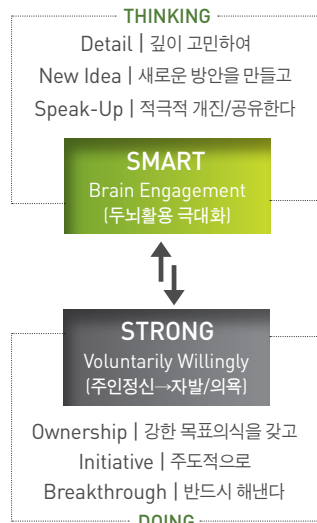 THINKING
Detail | 깊이 고민하여
New Idea | 새로운 방안을 만들고
Speak-Up | 적극적 개진/공유한다
SMART
Brain Engagement
(두뇌활용 극대화)
STRONG
Voluntarily Willingly
(주인정신→자발/의욕)
Ownership | 강한 목표의식을 갖고
Initiative | 주도적으로
Breakthrough | 반드시 해낸다
DOING